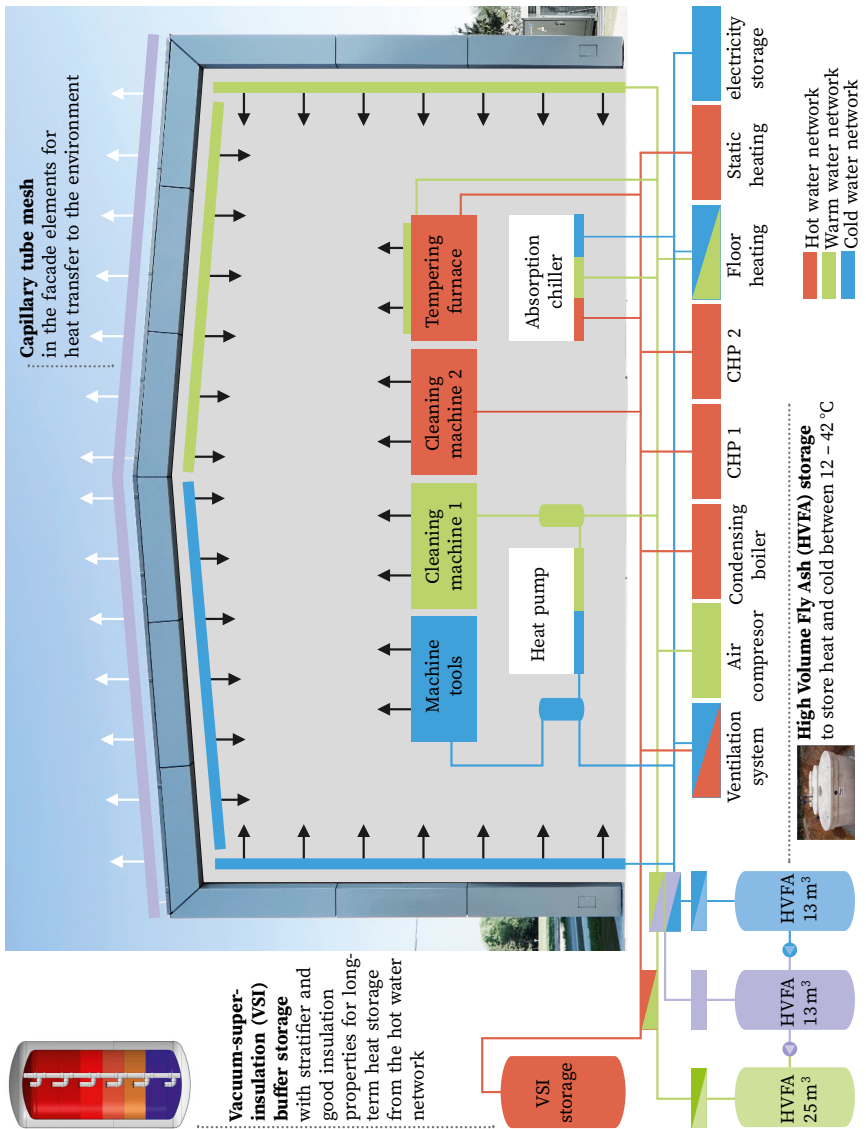 Capillary tube mesh
in the facade elements for
heat transfer to the environment
Vacuum-super-
insulation (VSI)
buffer storage
with stratifier and
good insulation
properties for long-
term heat storage
from the hot water
network
Machine
tools
Cleaning
machine 1
Cleaning
machine 2
Tempering
furnace
Heat pump
Absorption
chiller
VSI
storage
Ventilation
system
Air
compresor
Condensing
boiler
CHP 1
CHP 2
Floor
heating
Static
heating
electricity
storage
HVFA
25 m³
HVFA
13 m³
HVFA
13 m³
High Volume Fly Ash (HVFA) storage
to store heat and cold between 12 – 42 °C
Hot water network
Warm water network
Cold water network